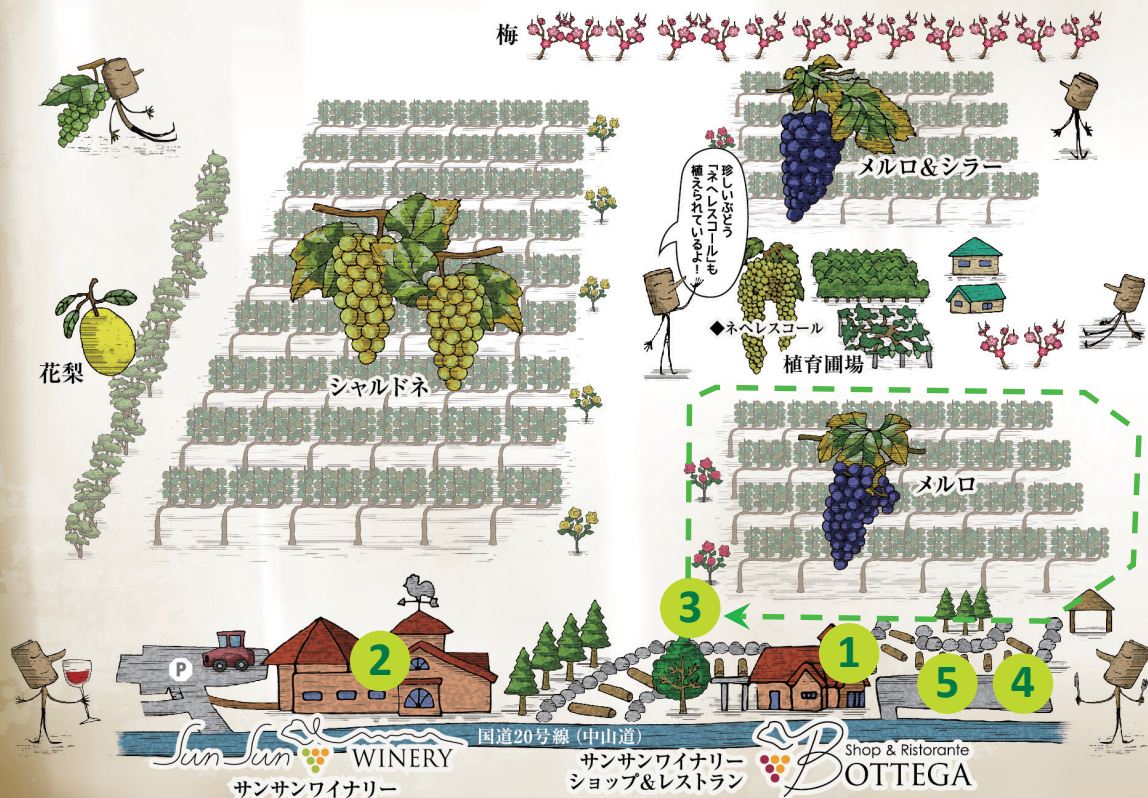 梅
メルロ&シラー
珍しいぶどう
「ネヘレスコール」も
植えられているよ！
◆ネヘレスコール
植育圃場
花梨
シャルドネ
メルロ
3
1
2
5
4
P
国道20号線（中山道）
Sun Sun WINERY
サンサンワイナリー
サンサンワイナリー
ショップ&レストラン
Shop & Ristorante
BOTTEGA